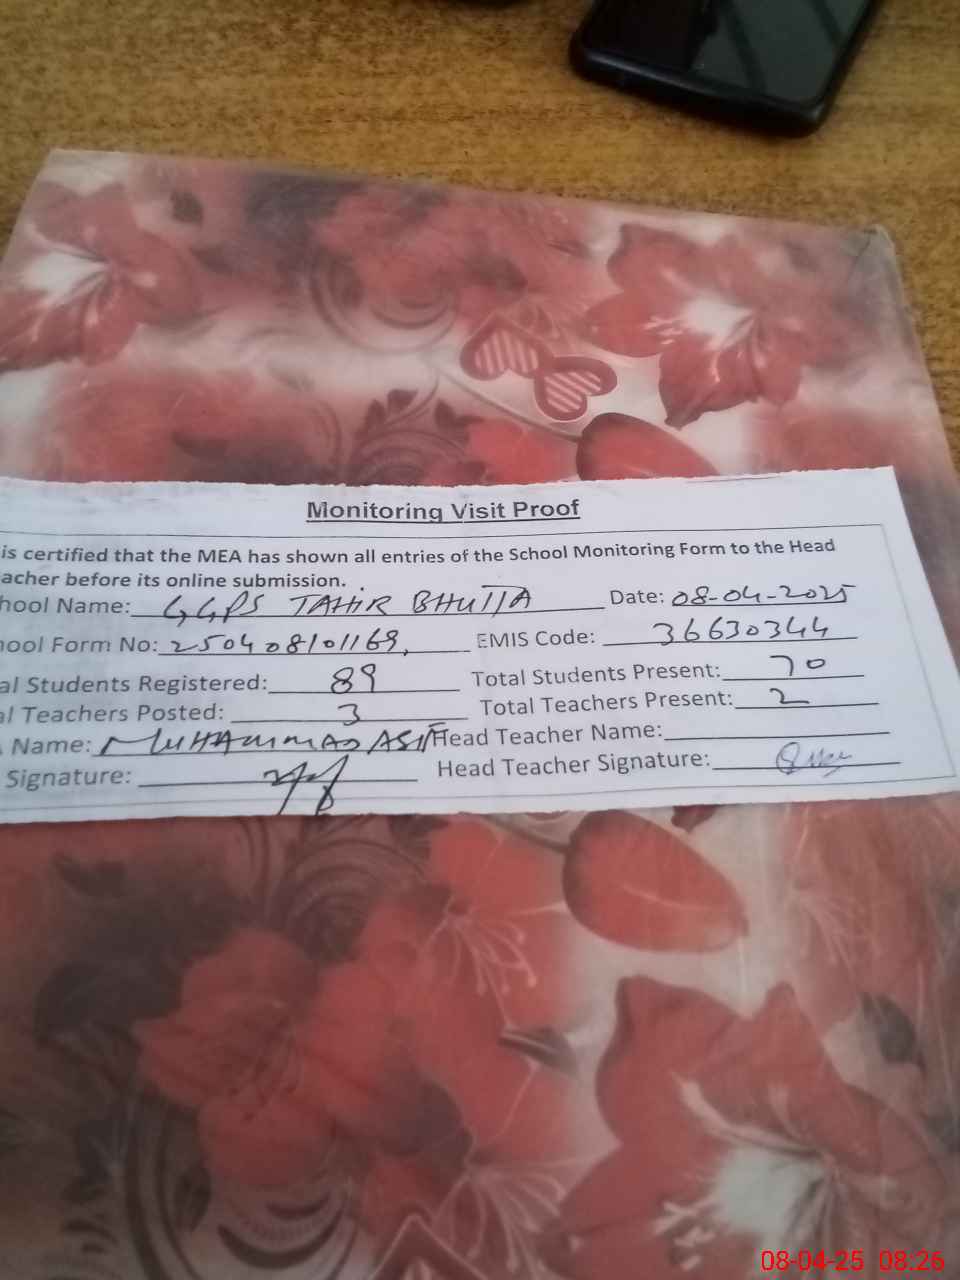 Monitoring Visit Proof
is certified that the MEA has shown all entries of the School Monitoring Form to the Head
acher before its online submission.
hool Name: GGPS TAHIR BHUTTA Date: 08-04-2025
ool Form No: 250408101169, EMIS Code: 36630344
al Students Registered: 89 Total Students Present: 70
al Teachers Posted: 3 Total Teachers Present: 2
Name: MUHAMMAD ASIF Head Teacher Name:
Signature: Head Teacher Signature:
08-04-25 08:26